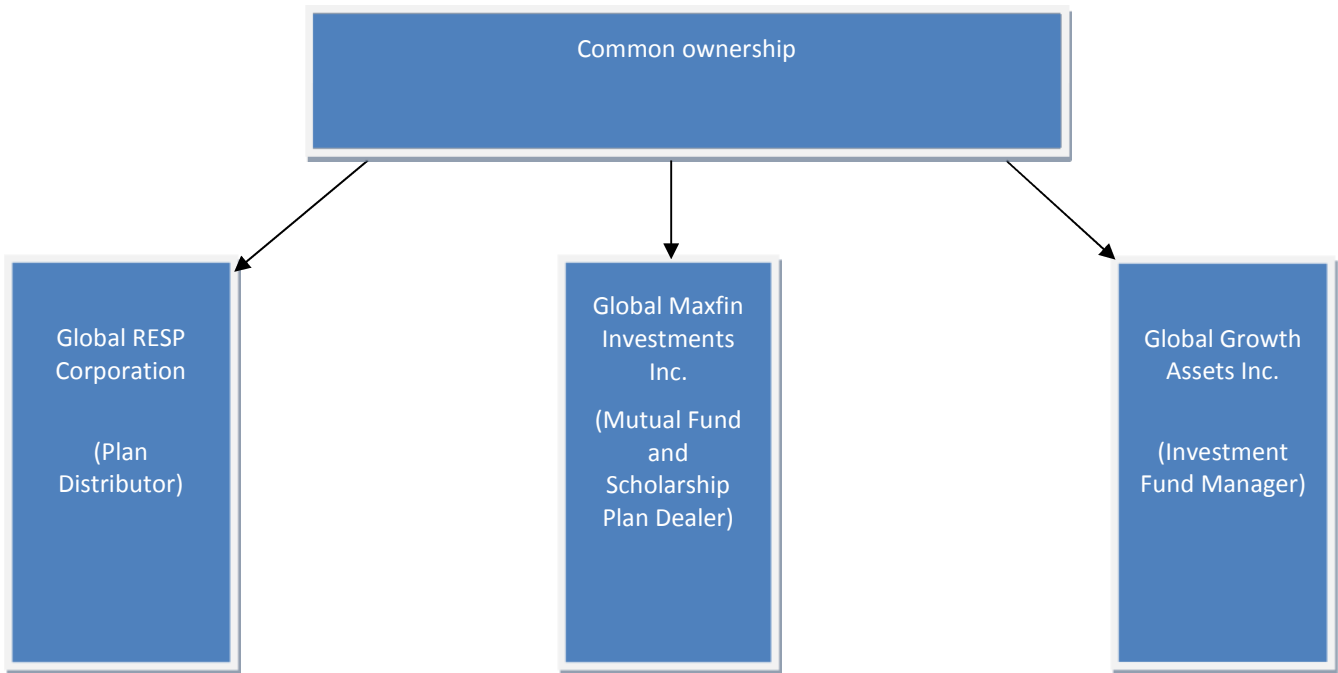 Common ownership
Global RESP
Corporation
(Plan
Distributor)
Global Maxfin
Investments
Inc.
(Mutual Fund
and
Scholarship
Plan Dealer)
Global Growth
Assets Inc.
(Investment
Fund Manager)